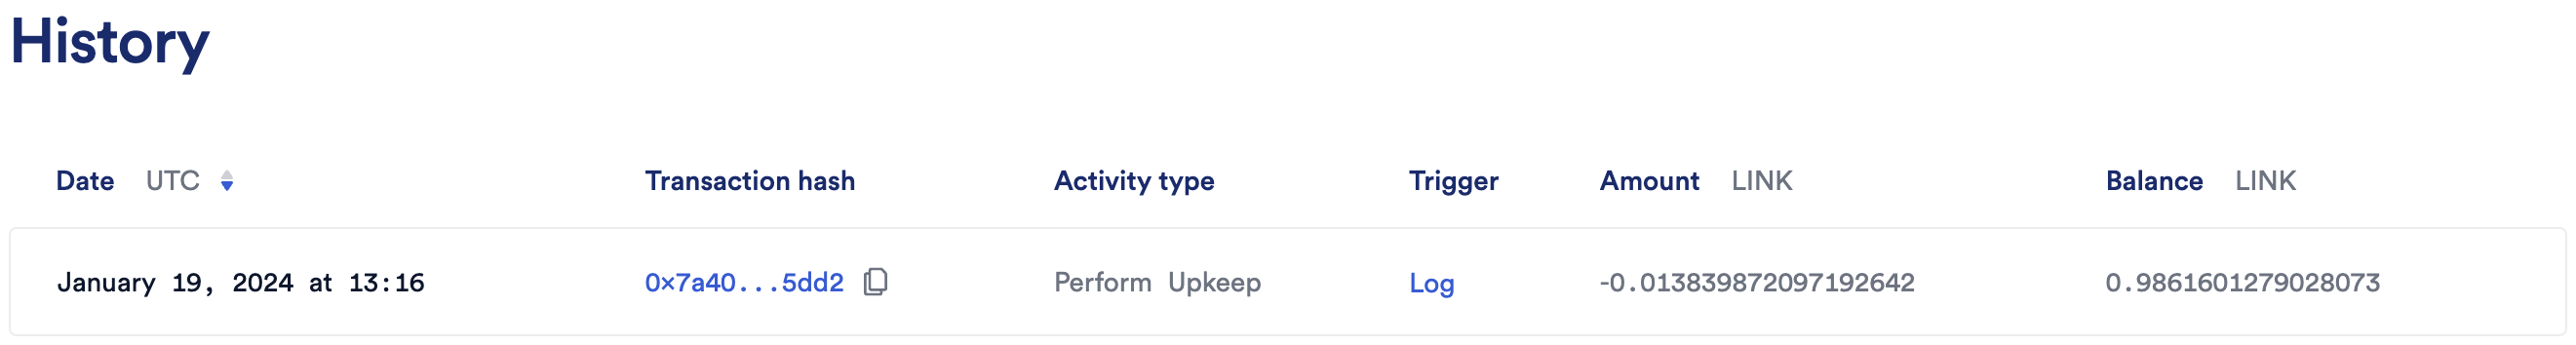 History
Date UTC Transaction hash Activity type Trigger Amount LINK Balance LINK
January 19, 2024 at 13:16 0x7a40...5dd2 Perform Upkeep Log -0.013839872097192642 0.9861601279028073